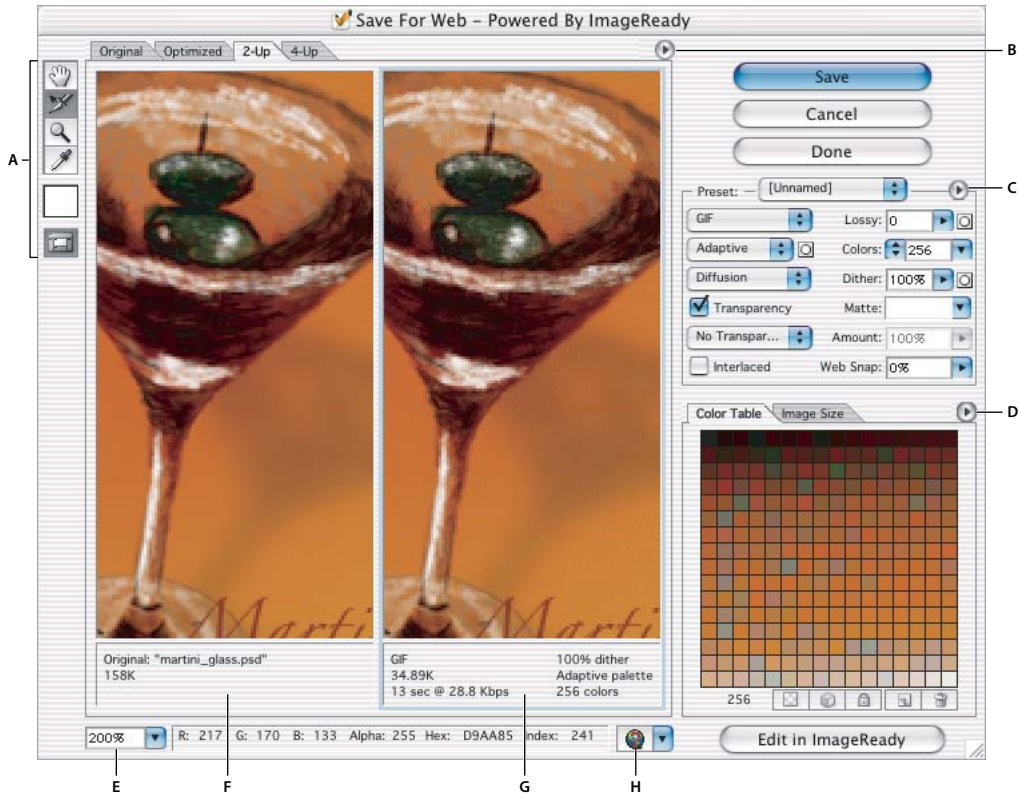 Save For Web – Powered By ImageReady
Original Optimized 2-Up 4-Up
B
Save
Cancel
Done
A
Preset: [Unnamed]
C
GIF Lossy: 0
Adaptive Colors: 256
Diffusion Dither: 100%
Transparency Matte:
No Transpar... Amount: 100%
Interlaced Web Snap: 0%
Color Table Image Size
D
Marti
Marti
Original: "martini_glass.psd"
158K
GIF 100% dither
34.89K Adaptive palette
13 sec @ 28.8 Kbps 256 colors
256
200% R: 217 G: 170 B: 133 Alpha: 255 Hex: D9AA85 Index: 241
Edit in ImageReady
E F G H